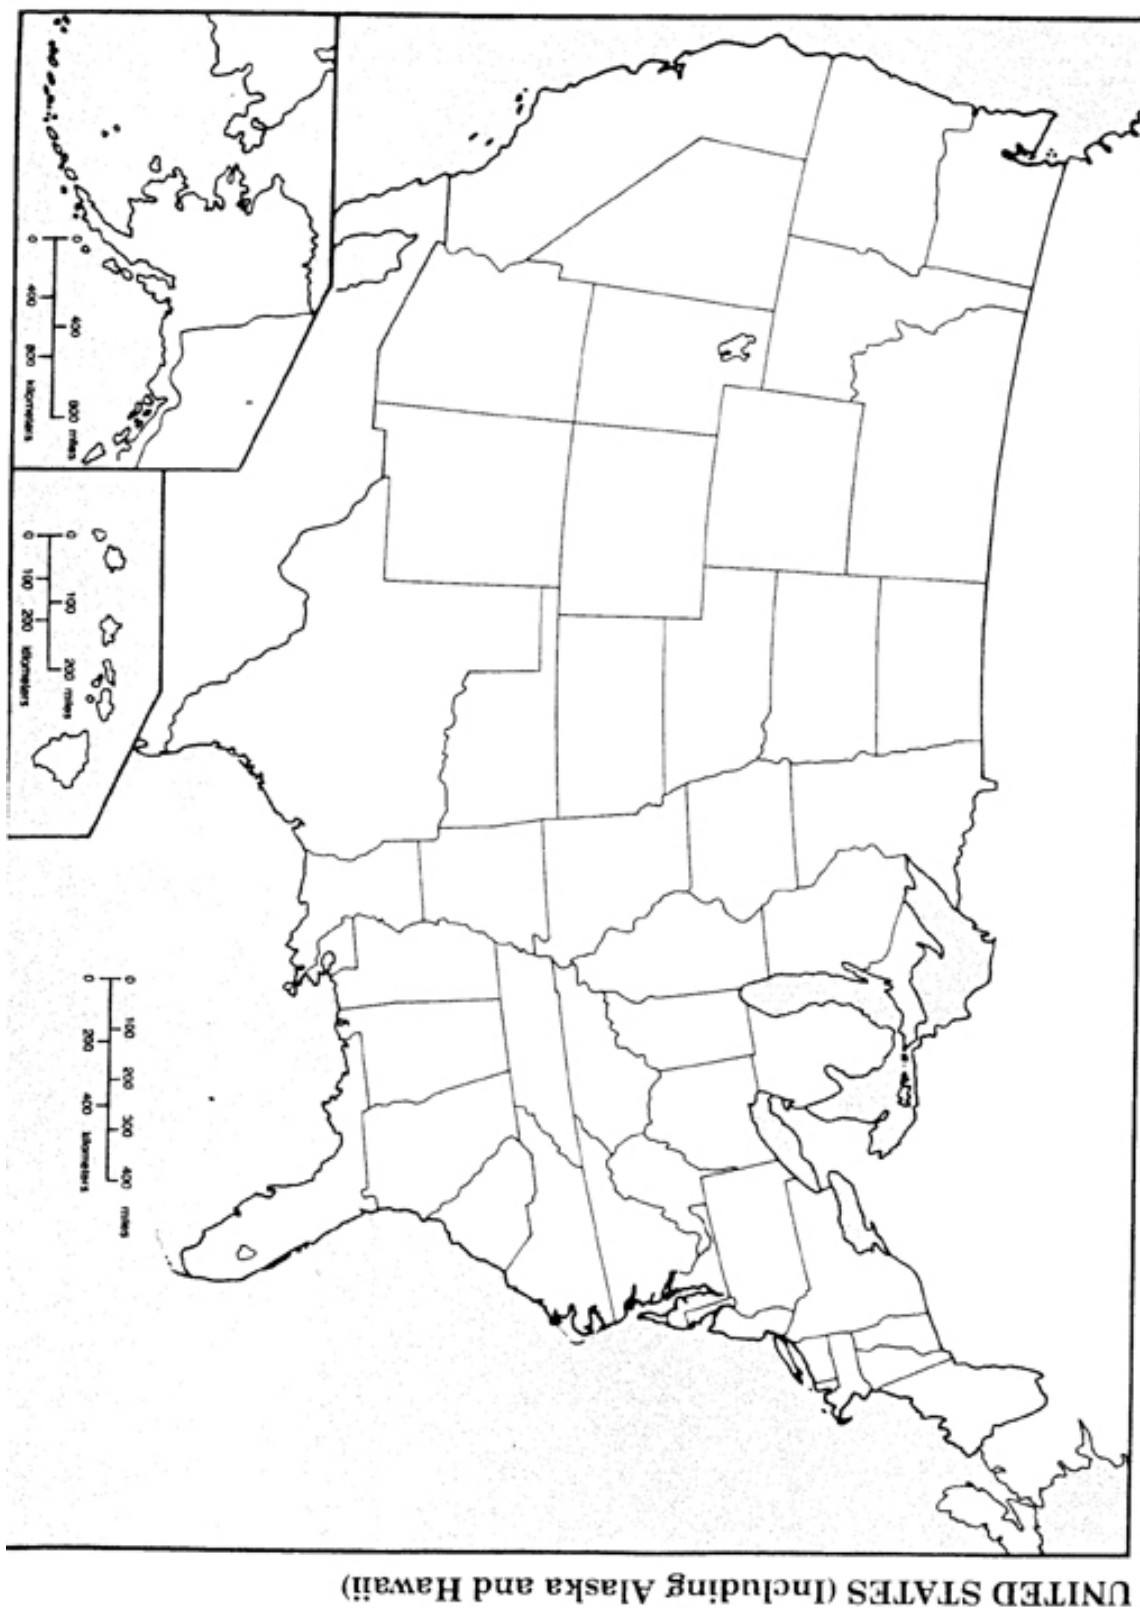 UNITED STATES (Including Alaska and Hawaii)
0 400 800 miles
0 400 800 kilometers
0 100 200 miles
0 100 200 kilometers
0 100 200 300 400 miles
0 200 400 kilometers